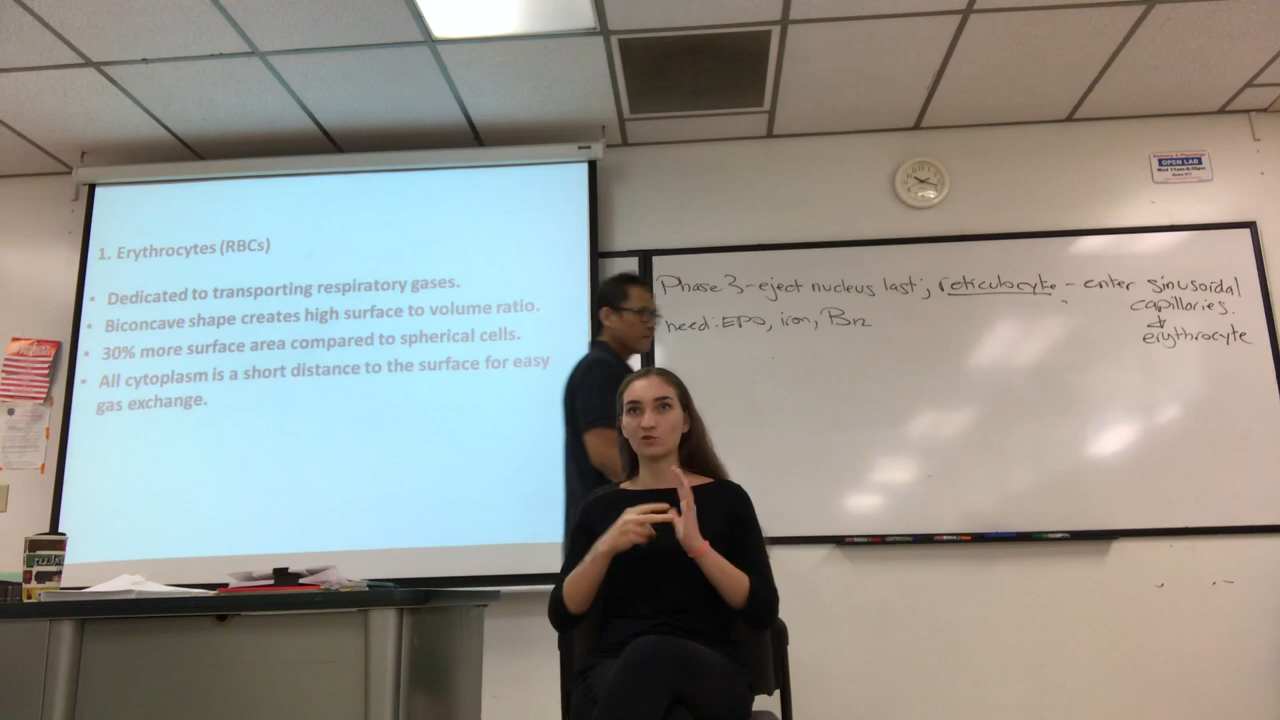 1. Erythrocytes (RBCs)
• Dedicated to transporting respiratory gases.
• Biconcave shape creates high surface to volume ratio.
• 30% more surface area compared to spherical cells.
• All cytoplasm is a short distance to the surface for easy
gas exchange.
Phase 3-eject nucleus last; reticulocyte - enter sinusoidal
capillaries.
↓
erythrocyte
need: EPO, iron, B12
OPEN LAB